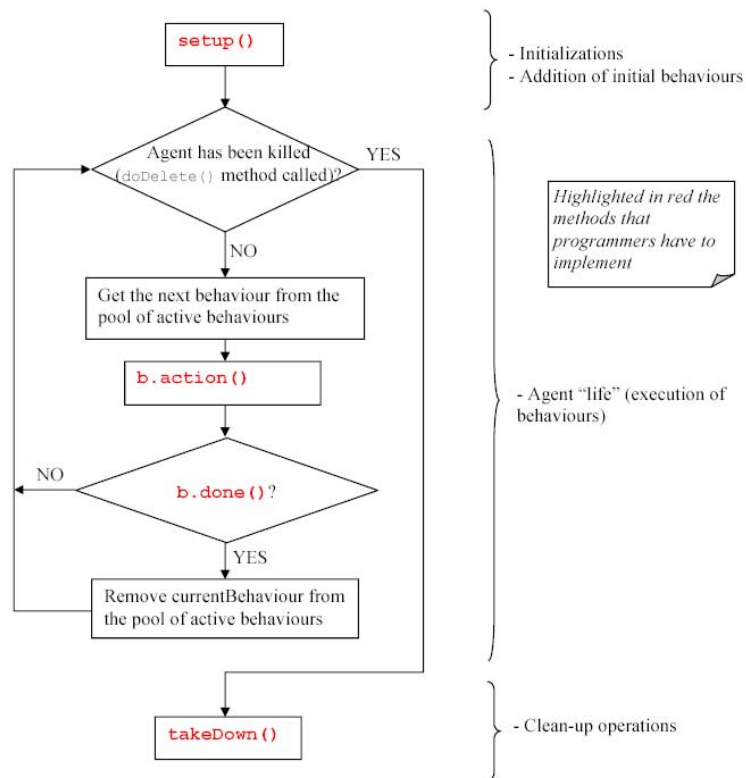 setup()
- Initializations
- Addition of initial behaviours
Agent has been killed
(doDelete() method called)?
YES
NO
Highlighted in red the
methods that
programmers have to
implement
Get the next behaviour from the
pool of active behaviours
b.action()
- Agent “life” (execution of
behaviours)
NO
b.done()?
YES
Remove currentBehaviour from
the pool of active behaviours
takeDown()
- Clean-up operations